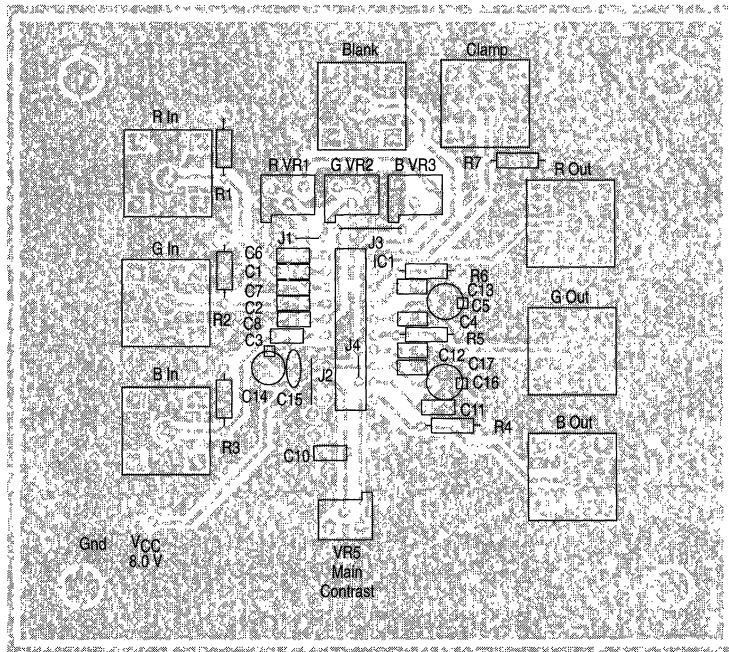 Blank
Clamp
R In
R1
R VR1
G VR2
B VR3
R7
R Out
J1
J3
C6
C1
C7
C2
C8
C3
IC1
R6
C13
C5
C4
R5
G In
R2
G Out
J4
J2
C12
C17
C16
C11
R4
C14
C15
B In
R3
B Out
C10
Gnd
VCC
8.0 V
VR5
Main
Contrast